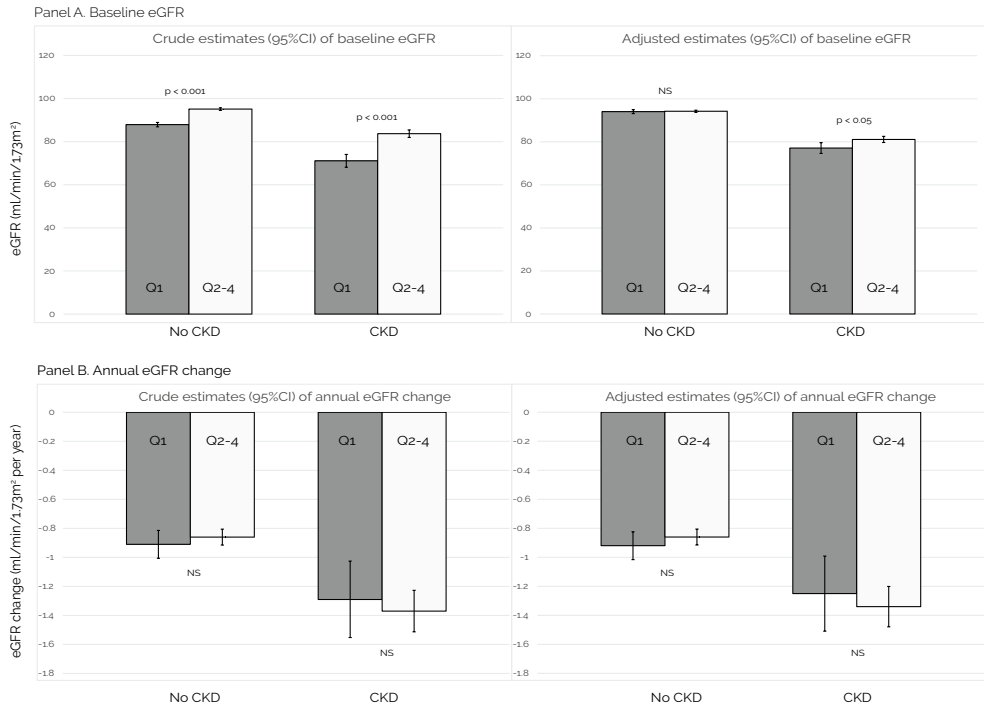 Panel A. Baseline eGFR
Crude estimates (95%CI) of baseline eGFR
eGFR (ml/min/1.73m²)
120
100
80
60
40
20
0
p < 0.001
p < 0.001
Q1
Q2-4
Q1
Q2-4
No CKD
CKD
Adjusted estimates (95%CI) of baseline eGFR
120
100
80
60
40
20
0
NS
p < 0.05
Q1
Q2-4
Q1
Q2-4
No CKD
CKD
Panel B. Annual eGFR change
Crude estimates (95%CI) of annual eGFR change
eGFR change (ml/min/1.73m² per year)
0
-0.2
-0.4
-0.6
-0.8
-1
-1.2
-1.4
-1.6
-1.8
Q1
Q2-4
Q1
Q2-4
NS
NS
No CKD
CKD
Adjusted estimates (95%CI) of annual eGFR change
0
-0.2
-0.4
-0.6
-0.8
-1
-1.2
-1.4
-1.6
-1.8
Q1
Q2-4
Q1
Q2-4
NS
NS
No CKD
CKD